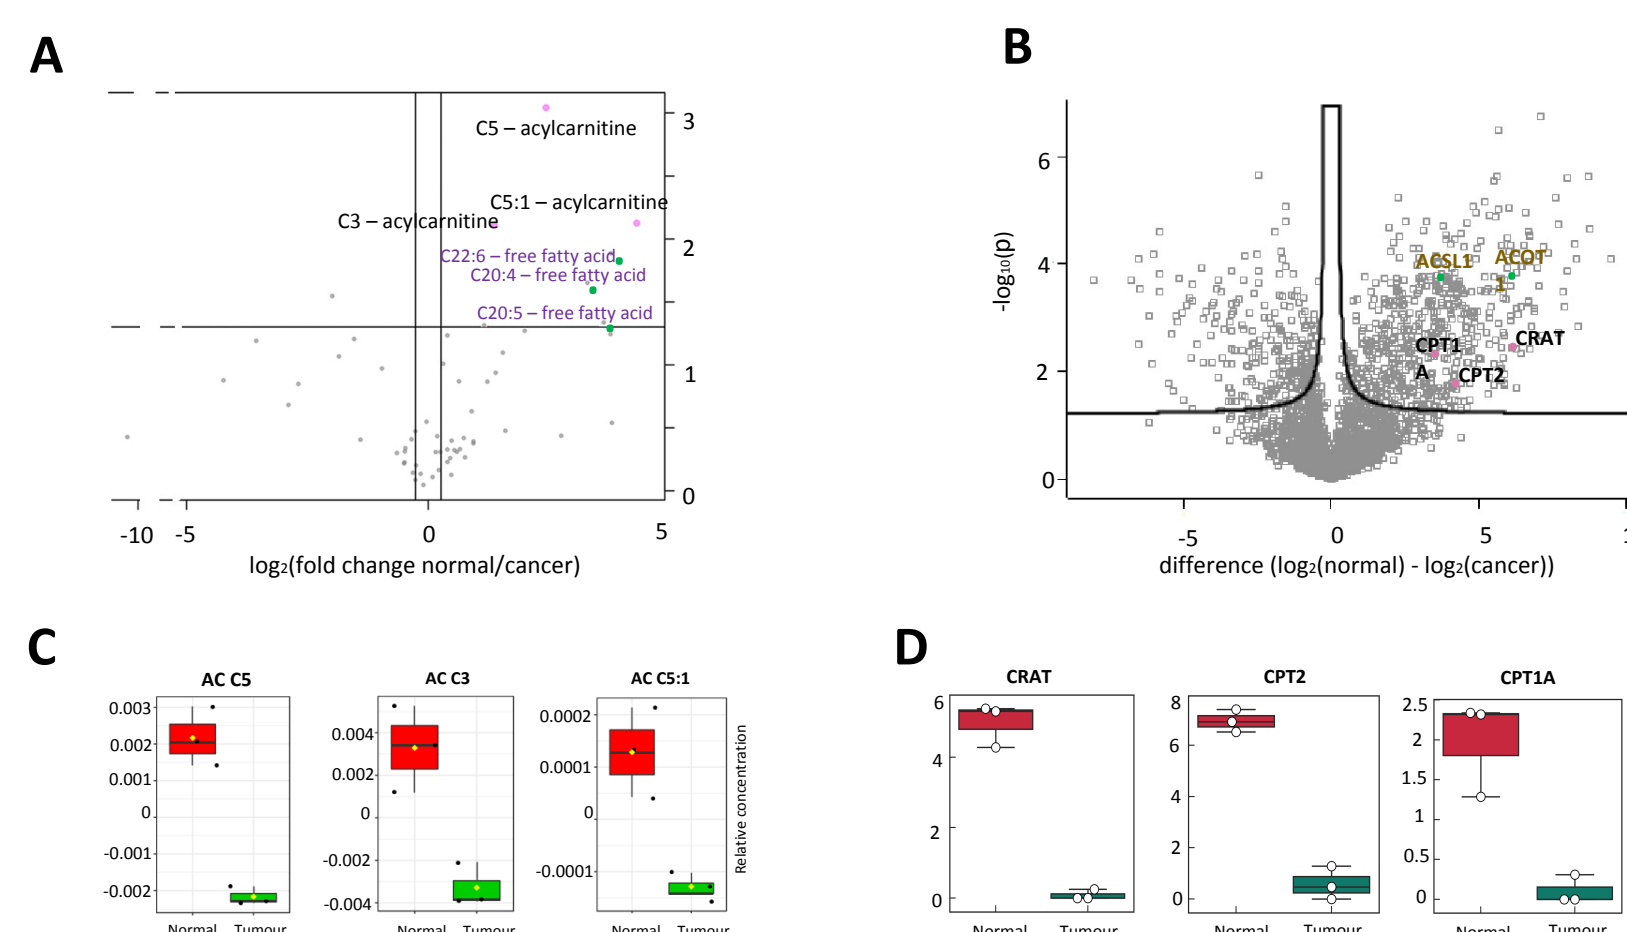 A
C5 – acylcarnitine
C5:1 – acylcarnitine
C3 – acylcarnitine
C22:6 – free fatty acid
C20:4 – free fatty acid
C20:5 – free fatty acid
3
2
1
0
-10 -5 0 5
log2(fold change normal/cancer)
B
-log10(p)
6
4
2
0
ACSL1
ACOT
1
CRAT
CPT1
A
CPT2
-5 0 5
difference (log2(normal) - log2(cancer))
C
AC C5
0.003
0.002
0.001
0
-0.001
-0.002
Normal Tumour
AC C3
0.004
0.002
0
-0.002
-0.004
Normal Tumour
AC C5:1
0.0002
0.0001
0
-0.0001
Normal Tumour
Relative concentration
D
CRAT
6
4
2
0
Normal Tumour
CPT2
8
6
4
2
0
Normal Tumour
CPT1A
2.5
2
1.5
1
0.5
0
Normal Tumour